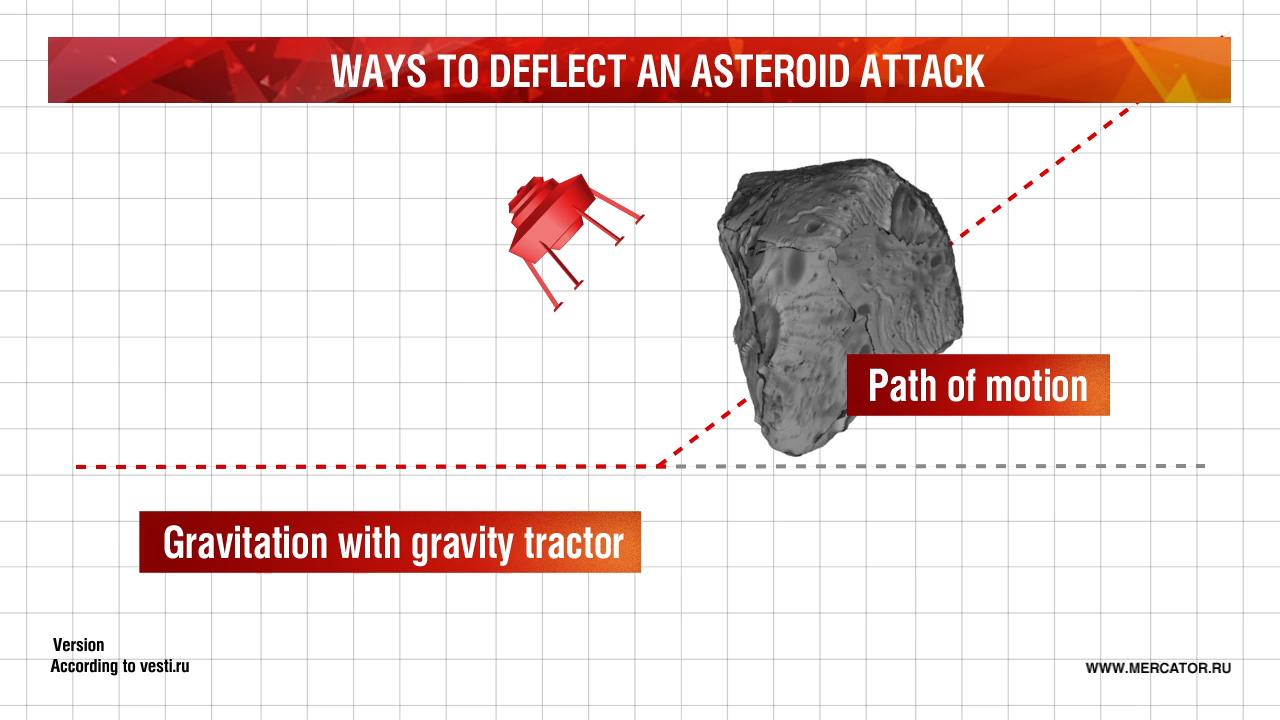 WAYS TO DEFLECT AN ASTEROID ATTACK
Path of motion
Gravitation with gravity tractor
Version
According to vesti.ru
WWW.MERCATOR.RU